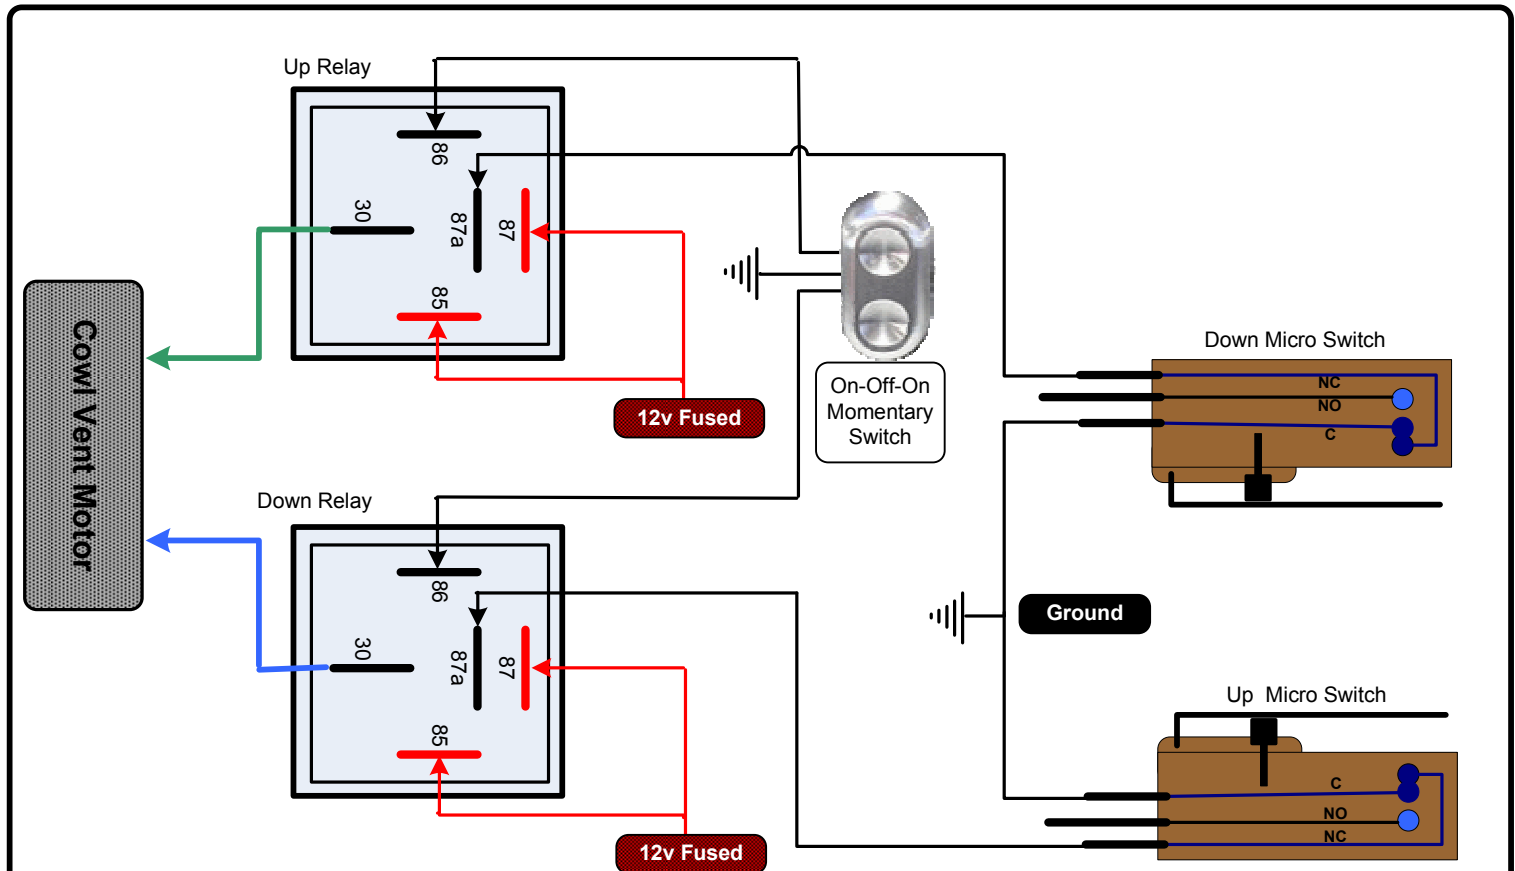 Up Relay
86
30
87a
87
85
12v Fused
Cowl Vent Motor
On-Off-On
Momentary
Switch
Down Micro Switch
NC
NO
C
Down Relay
86
30
87a
87
85
12v Fused
Ground
Up Micro Switch
C
NO
NC